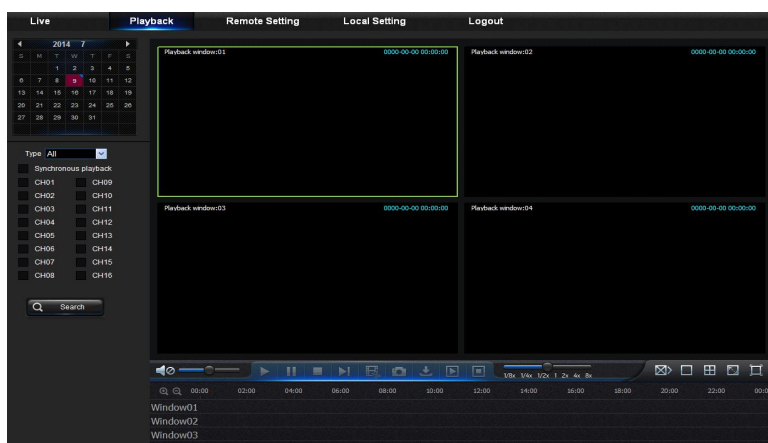 Live Playback Remote Setting Local Setting Logout
2014 7
S M T W T F S
1 2 3 4 5
6 7 8 9 10 11 12
13 14 15 16 17 18 19
20 21 22 23 24 25 26
27 28 29 30 31
Type All
Synchronous playback
CH01 CH09
CH02 CH10
CH03 CH11
CH04 CH12
CH05 CH13
CH06 CH14
CH07 CH15
CH08 CH16
Search
Playback window:01 0000-00-00 00:00:00
Playback window:02 0000-00-00 00:00:00
Playback window:03 0000-00-00 00:00:00
Playback window:04 0000-00-00 00:00:00
1/8x 1/4x 1/2x 1 2x 4x 8x
00:00 02:00 04:00 06:00 08:00 10:00 12:00 14:00 16:00 18:00 20:00 22:00 00:0
Window01
Window02
Window03